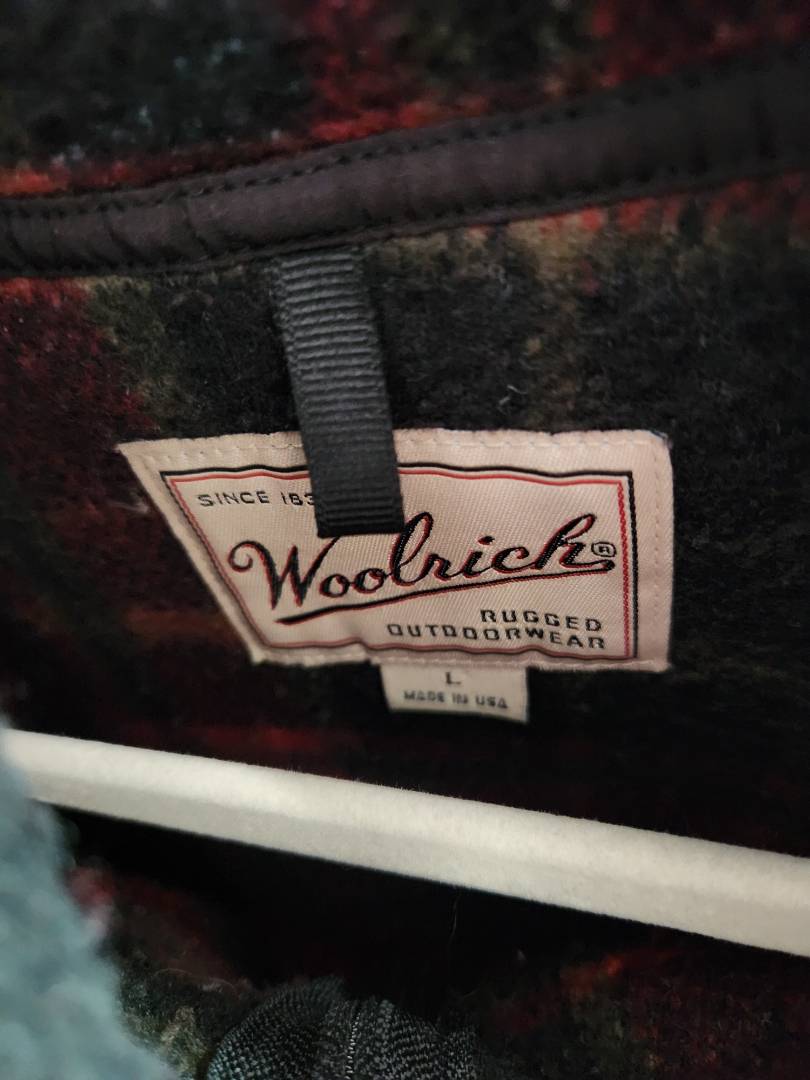 SINCE 183
Woolrich®
RUGGED
OUTDOORWEAR
L
MADE IN USA